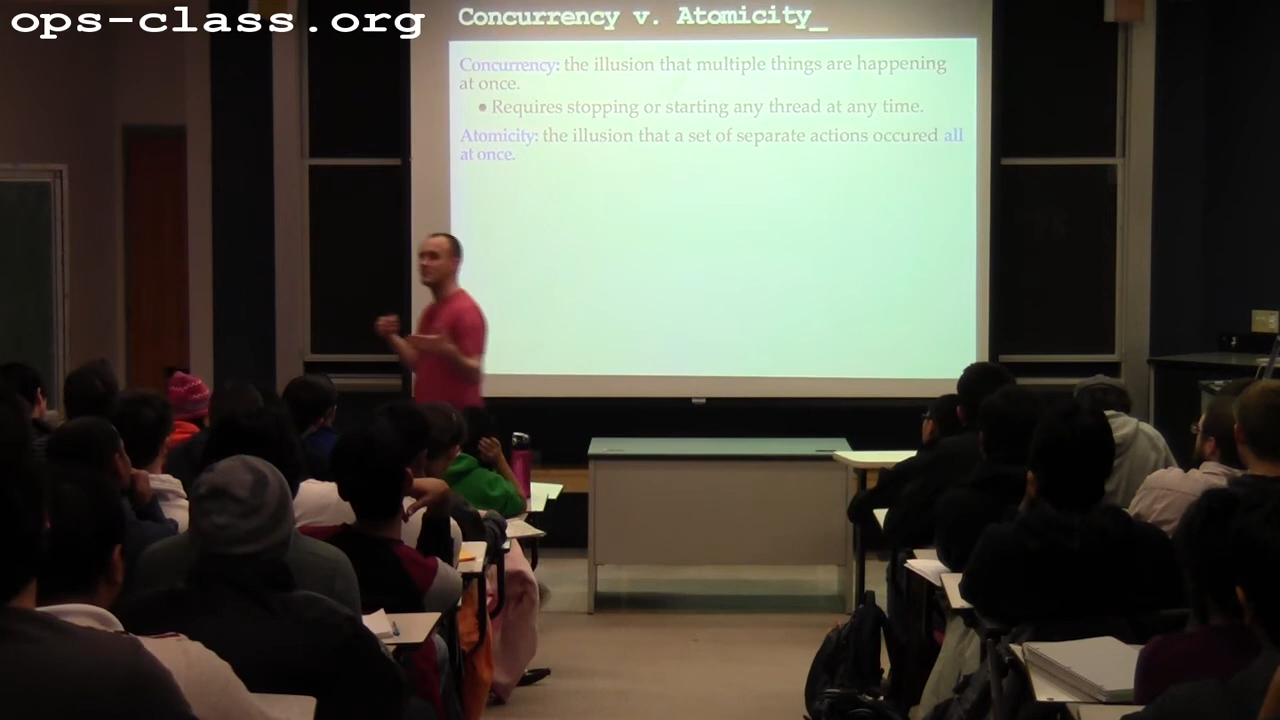 ops-class.org
Concurrency v. Atomicity_
Concurrency: the illusion that multiple things are happening
at once.
• Requires stopping or starting any thread at any time.
Atomicity: the illusion that a set of separate actions occured all
at once.